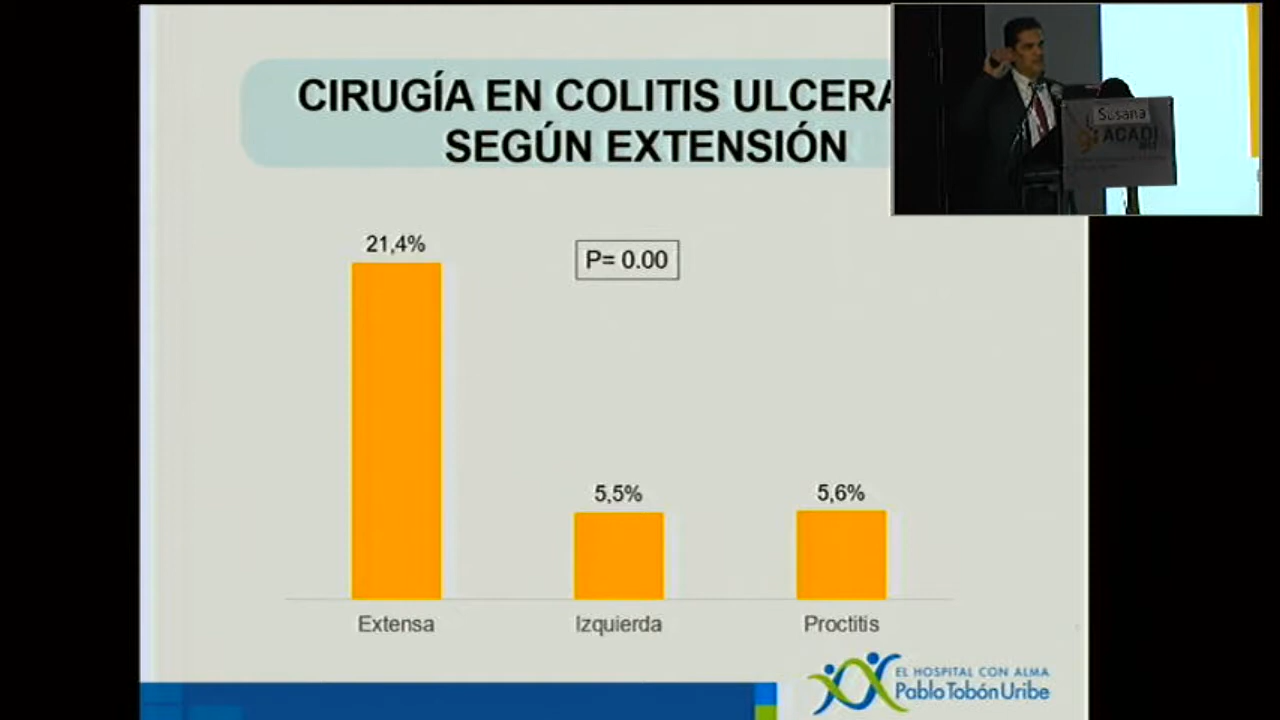 CIRUGÍA EN COLITIS ULCERA
SEGÚN EXTENSIÓN
Susana
ACADI
21,4%
P= 0.00
5,5%
5,6%
Extensa
Izquierda
Proctitis
EL HOSPITAL CON ALMA
Pablo Tobón Uribe